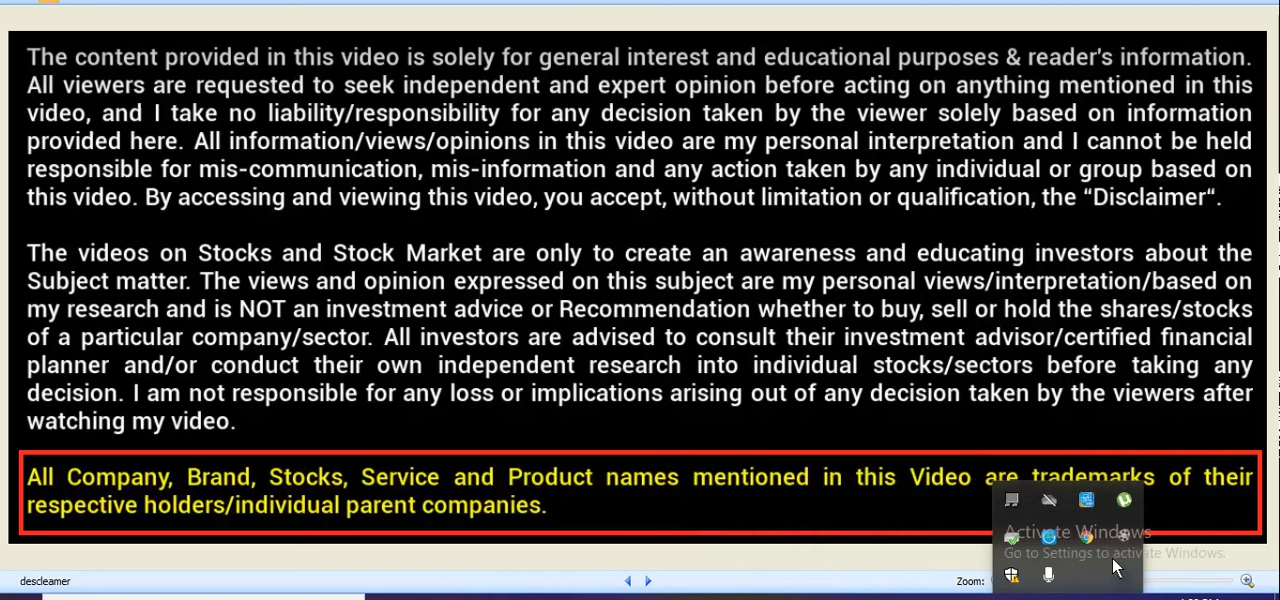 The content provided in this video is solely for general interest and educational purposes & reader's information.
All viewers are requested to seek independent and expert opinion before acting on anything mentioned in this
video, and I take no liability/responsibility for any decision taken by the viewer solely based on information
provided here. All information/views/opinions in this video are my personal interpretation and I cannot be held
responsible for mis-communication, mis-information and any action taken by any individual or group based on
this video. By accessing and viewing this video, you accept, without limitation or qualification, the “Disclaimer“.
The videos on Stocks and Stock Market are only to create an awareness and educating investors about the
Subject matter. The views and opinion expressed on this subject are my personal views/interpretation/based on
my research and is NOT an investment advice or Recommendation whether to buy, sell or hold the shares/stocks
of a particular company/sector. All investors are advised to consult their investment advisor/certified financial
planner and/or conduct their own independent research into individual stocks/sectors before taking any
decision. I am not responsible for any loss or implications arising out of any decision taken by the viewers after
watching my video.
All Company, Brand, Stocks, Service and Product names mentioned in this Video are trademarks of their
respective holders/individual parent companies.
Activate Windows
Go to Settings to activate Windows.
descleamer
Zoom: